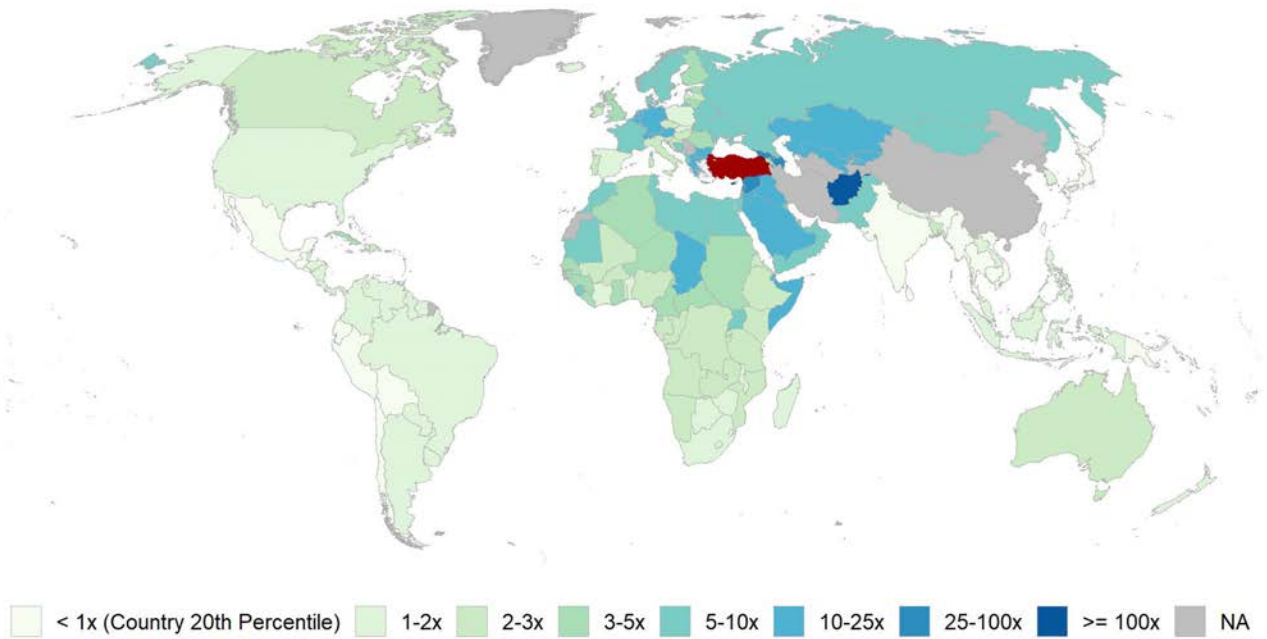 < 1x (Country 20th Percentile) 1-2x 2-3x 3-5x 5-10x 10-25x 25-100x >= 100x NA